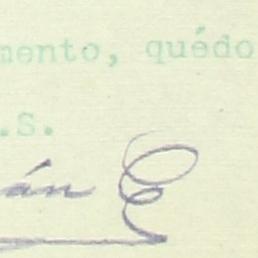 mento, quédo
.S.
án E